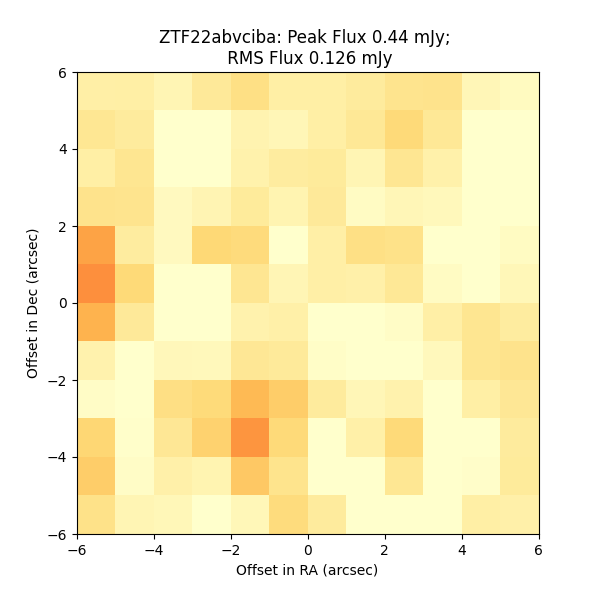 ZTF22abvciba: Peak Flux 0.44 mJy;
RMS Flux 0.126 mJy
6
4
2
0
−2
−4
−6
Offset in Dec (arcsec)
−6 −4 −2 0 2 4 6
Offset in RA (arcsec)